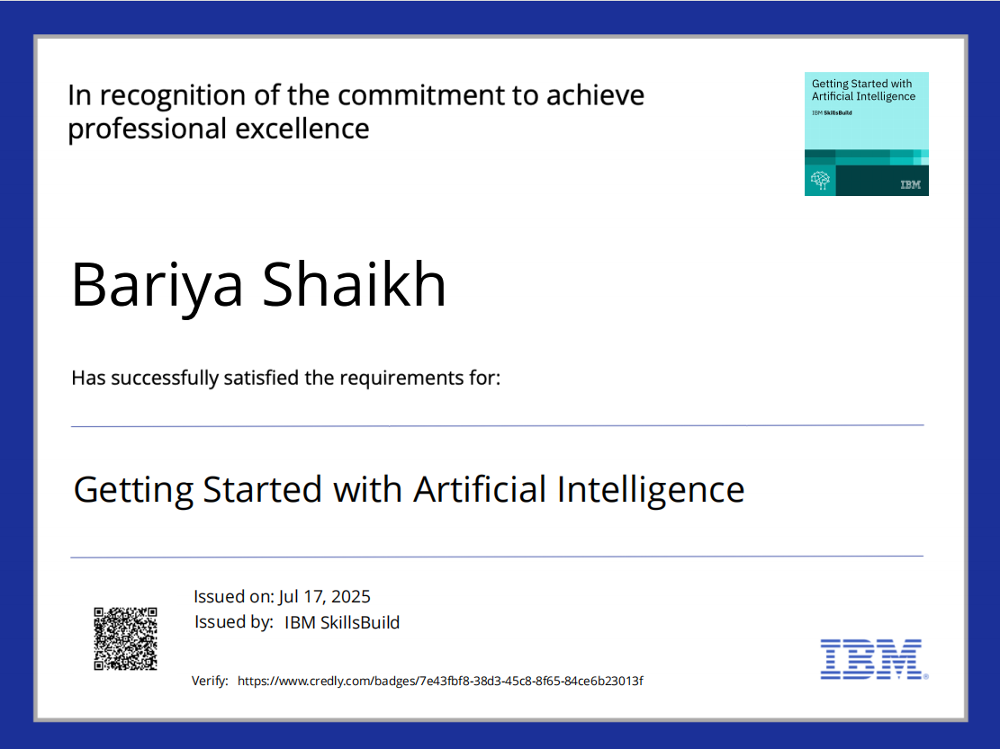 In recognition of the commitment to achieve
professional excellence
Getting Started with
Artificial Intelligence
IBM SkillsBuild
IBM
Bariya Shaikh
Has successfully satisfied the requirements for:
Getting Started with Artificial Intelligence
Issued on: Jul 17, 2025
Issued by: IBM SkillsBuild
IBM®
Verify: https://www.credly.com/badges/7e43fbf8-38d3-45c8-8f65-84ce6b23013f